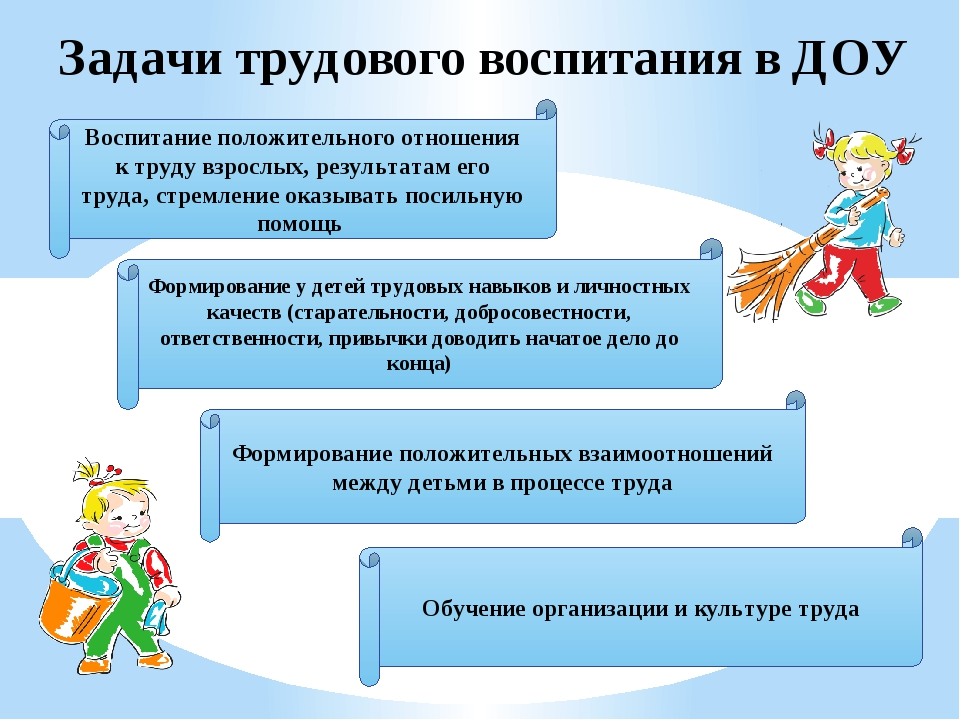 Задачи трудового воспитания в ДОУ
Воспитание положительного отношения
к труду взрослых, результатам его
труда, стремление оказывать посильную
помощь
Формирование у детей трудовых навыков и личностных
качеств (старательности, добросовестности,
ответственности, привычки доводить начатое дело до
конца)
Формирование положительных взаимоотношений
между детьми в процессе труда
Обучение организации и культуре труда